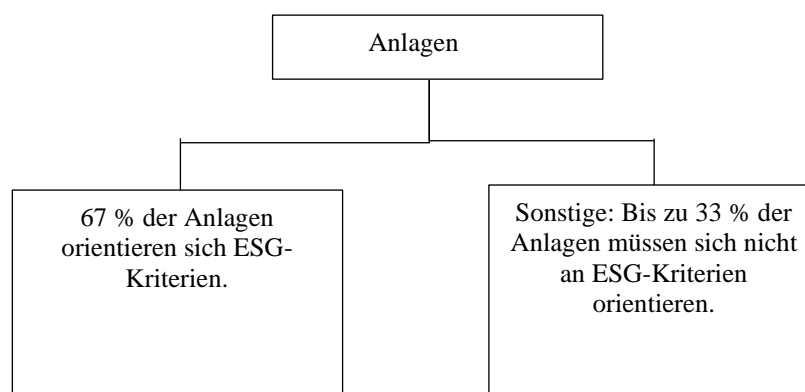 Anlagen
67 % der Anlagen
orientieren sich ESG-
Kriterien.
Sonstige: Bis zu 33 % der
Anlagen müssen sich nicht
an ESG-Kriterien
orientieren.